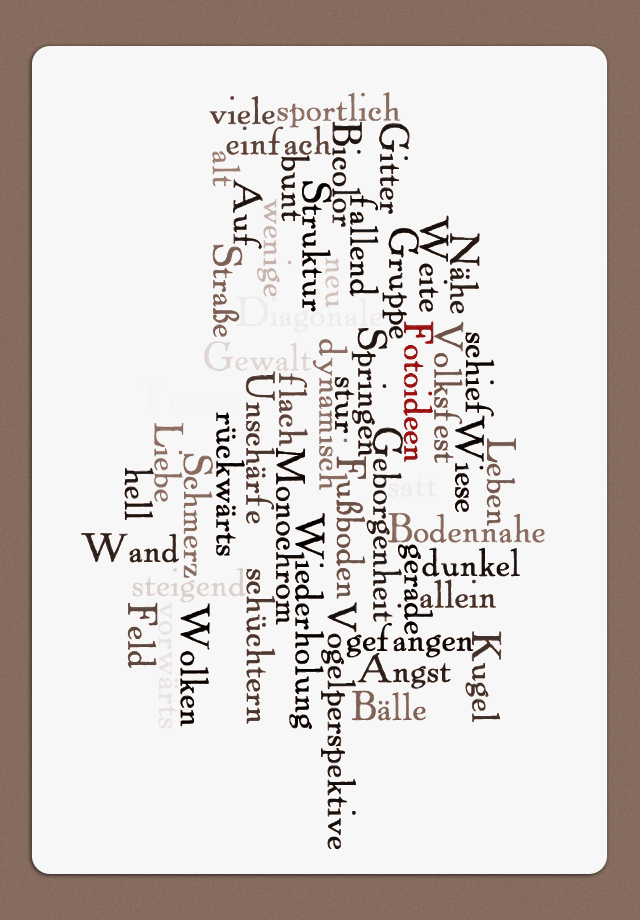 viele
sportlich
einfach
Bicolor
Gitter
alt
bunt
Auf
Struktur
fallend
wenige
Gruppe
Weite
Nähe
Straße
neu
Diagonale
Gewalt
Springen
Fotoideen
Volksfest
schief
dynamisch
stur
flach
Unschärfe
Liebe
rückwärts
Schmerz
hell
Monochrom
Fußboden
Geborgenheit
Wiese
Leben
satt
Bodennahe
Wand
Wiederholung
gerade
dunkel
steigend
schüchtern
allein
Feld
vorwärts
Wolken
Vogelperspektive
gefangen
Kugel
Angst
Bälle